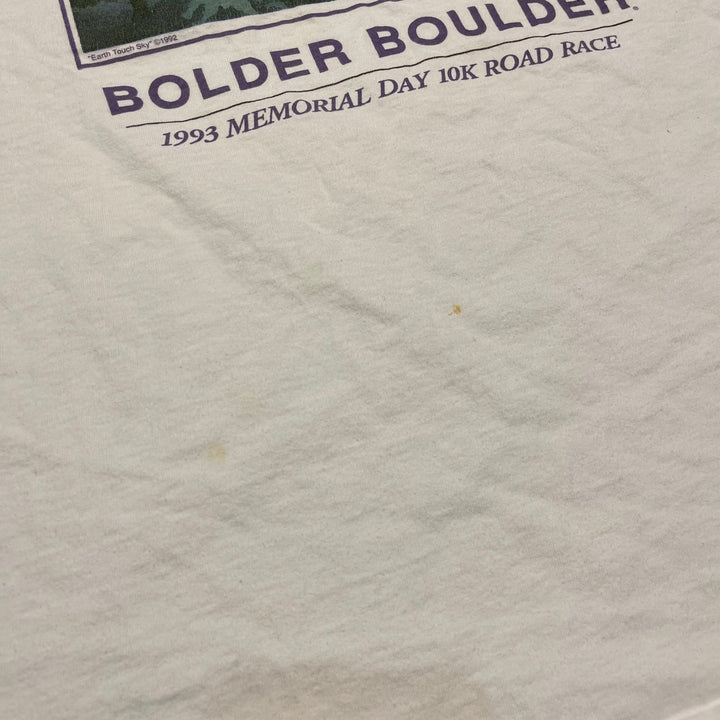 "Earth Touch Sky" ©1992
BOLDER BOULDER®
1993 MEMORIAL DAY 10K ROAD RACE